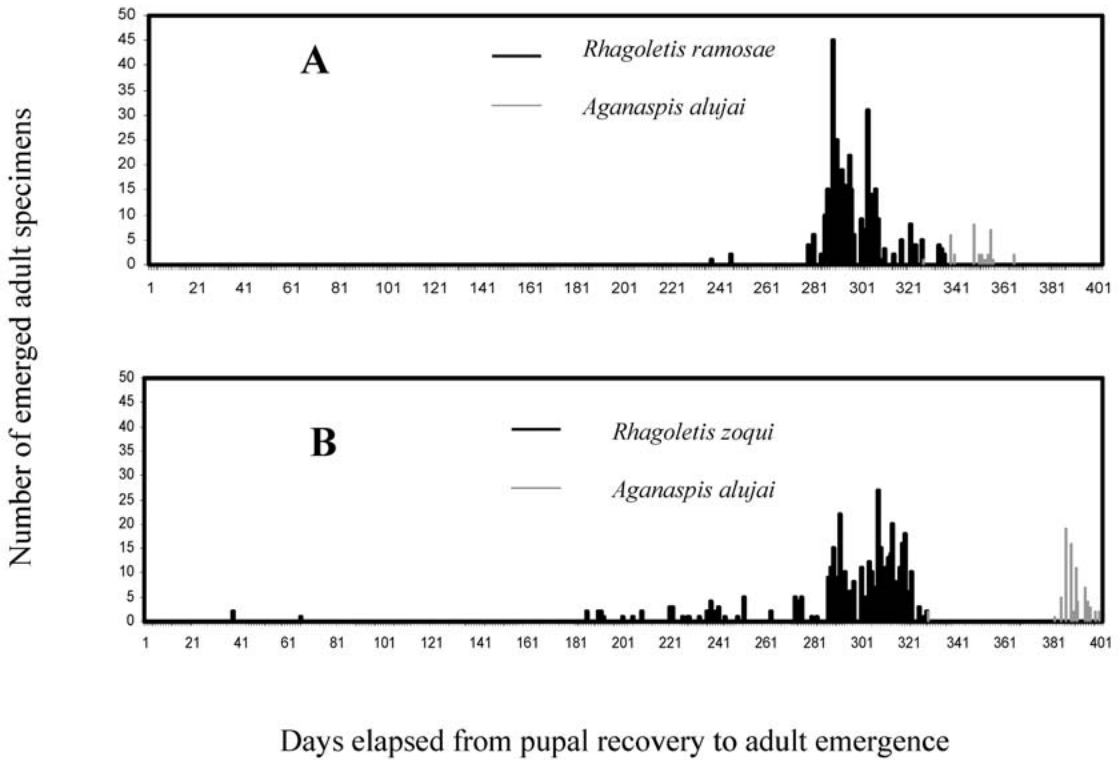 Number of emerged adult specimens
50
45
40
35
30
25
20
15
10
5
0
A
Rhagoletis ramosae
Aganaspis alujai
1 21 41 61 81 101 121 141 161 181 201 221 241 261 281 301 321 341 361 381 401
50
45
40
35
30
25
20
15
10
5
0
B
Rhagoletis zoqui
Aganaspis alujai
1 21 41 61 81 101 121 141 161 181 201 221 241 261 281 301 321 341 361 381 401
Days elapsed from pupal recovery to adult emergence